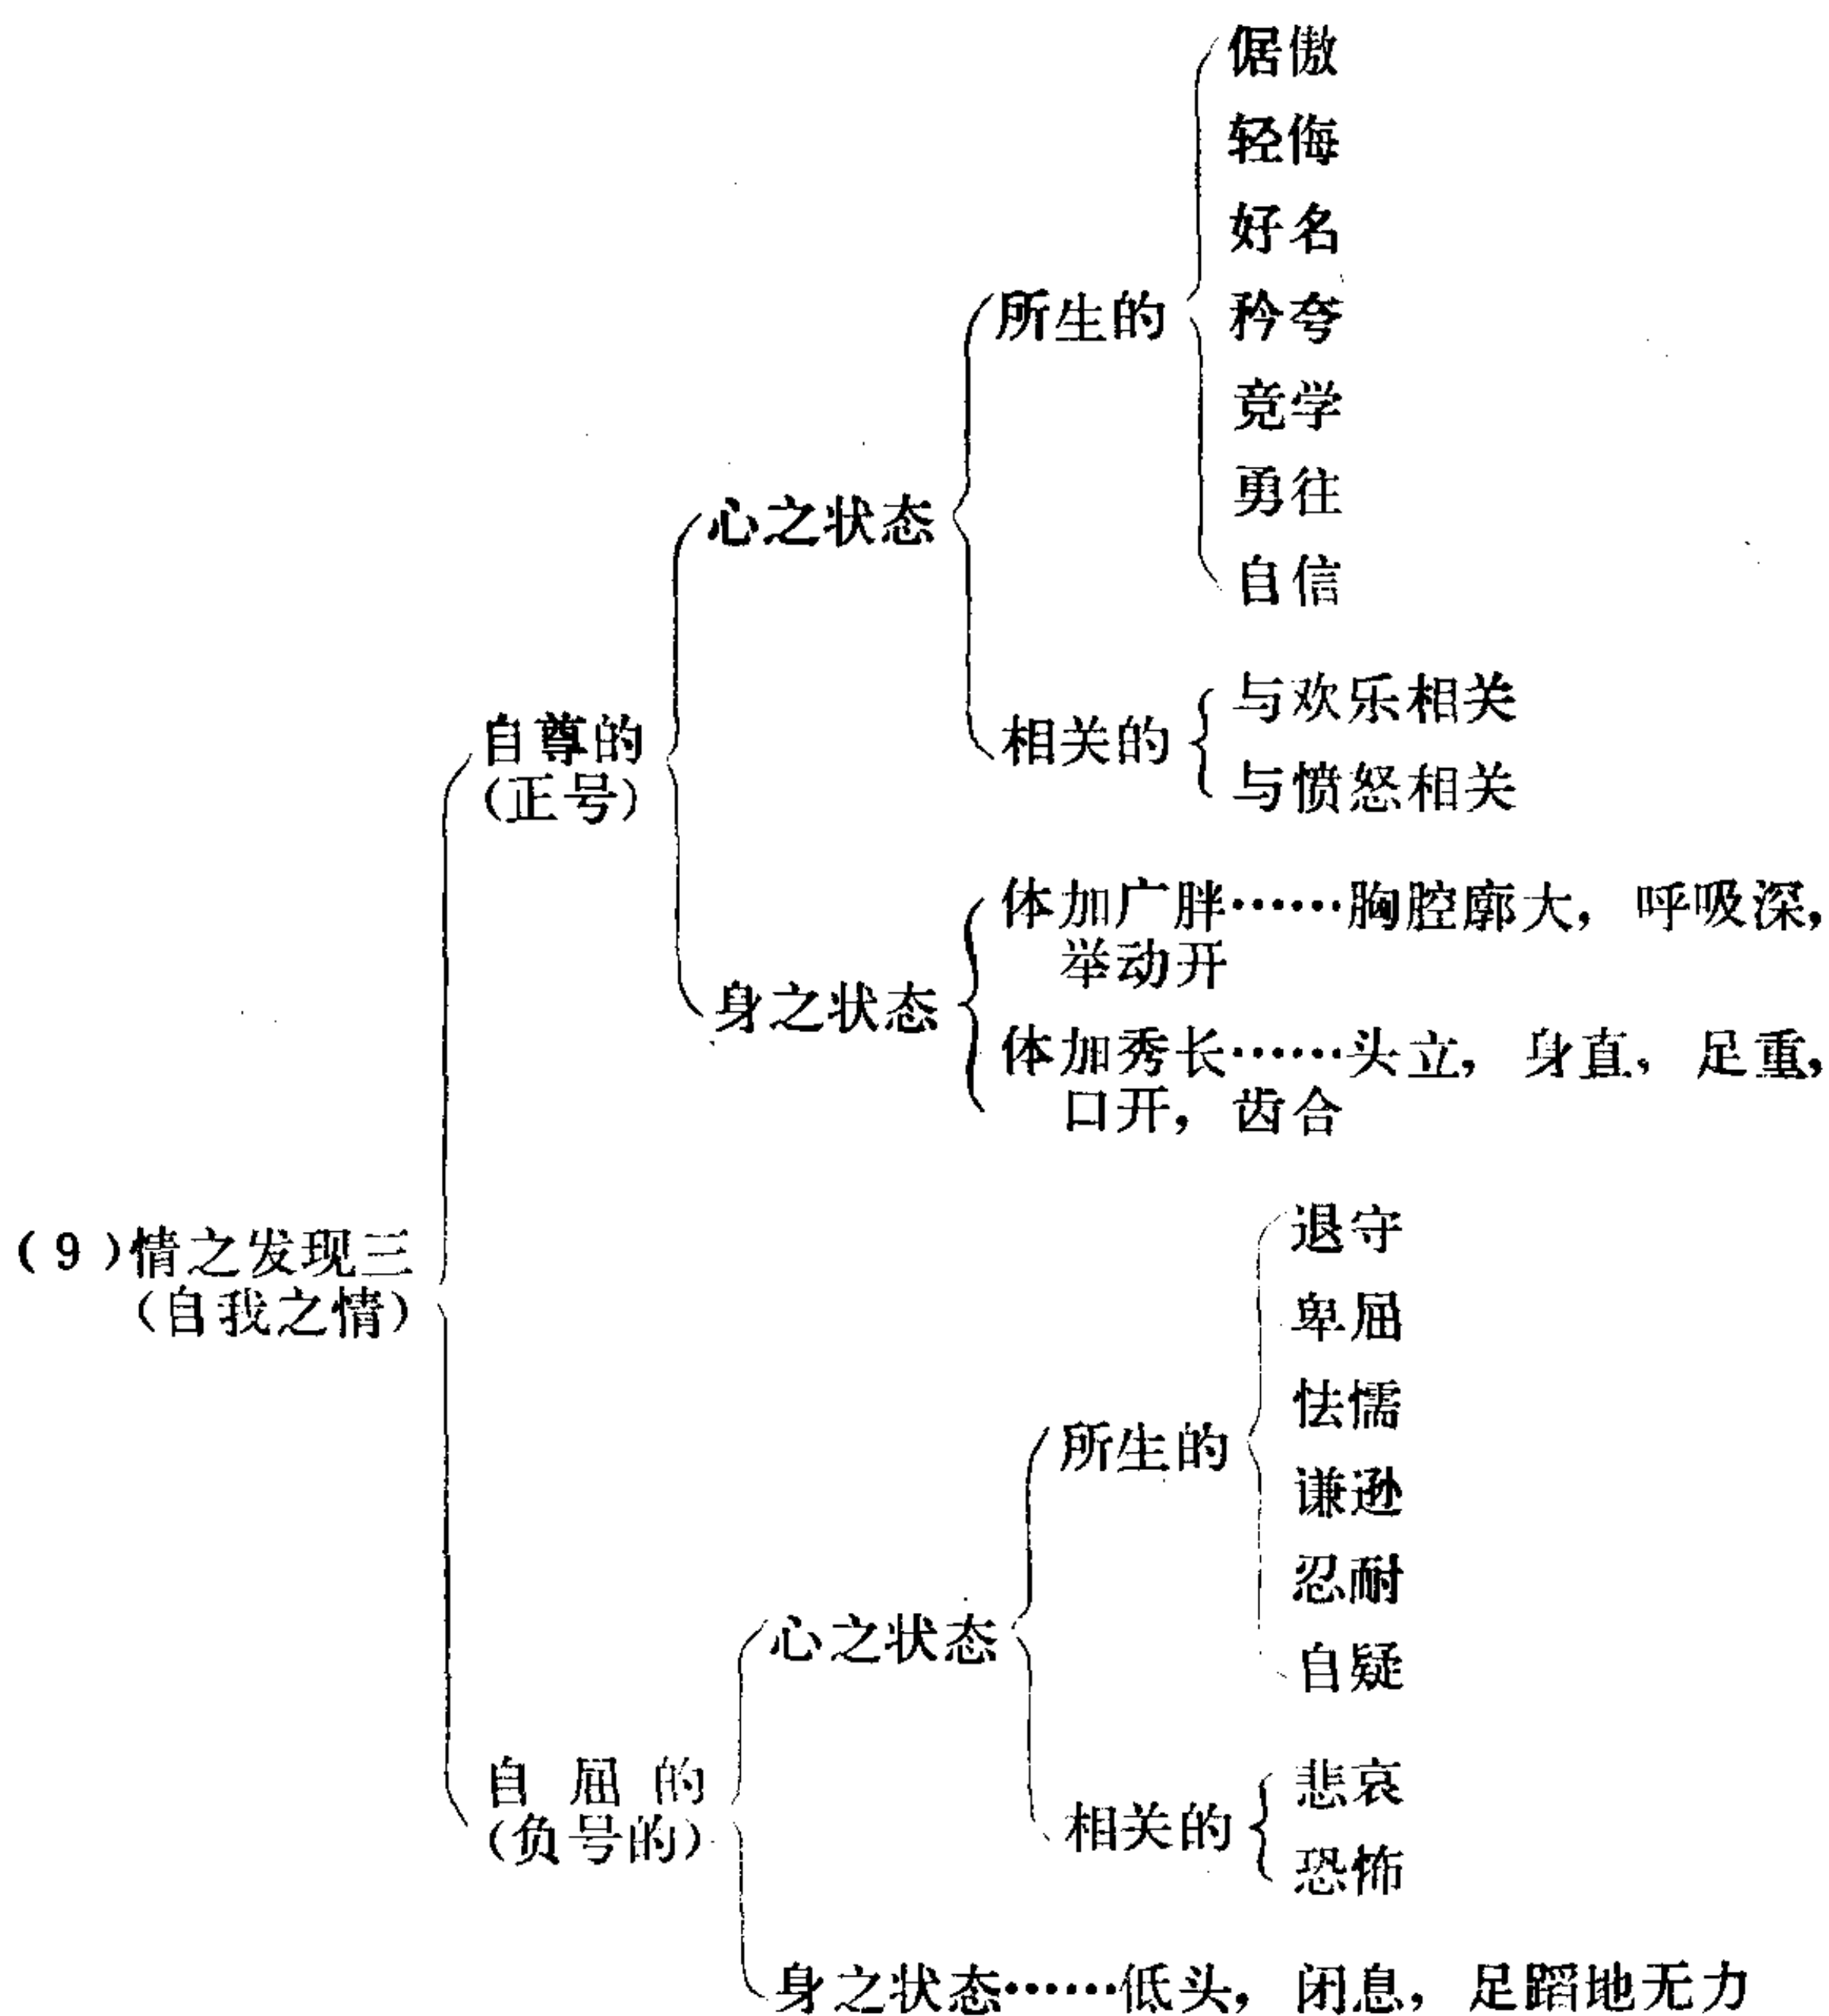 倨傲
轻侮
好名
所生的
矜夸
竞学
勇往
心之状态
自信
与欢乐相关
自尊的
相关的
(正号)
与愤怒相关
体加广胖……胸腔廓大，呼吸深，
举动开
身之状态
体加秀长……头立，身直，足重，
口开，齿合
(9)情之发现三
(自我之情)
退守
卑屈
怯懦
所生的
谦逊
忍耐
心之状态
自疑
自屈的
(负号的)
悲哀
相关的
恐怖
身之状态……低头，闭息，足蹈地无力